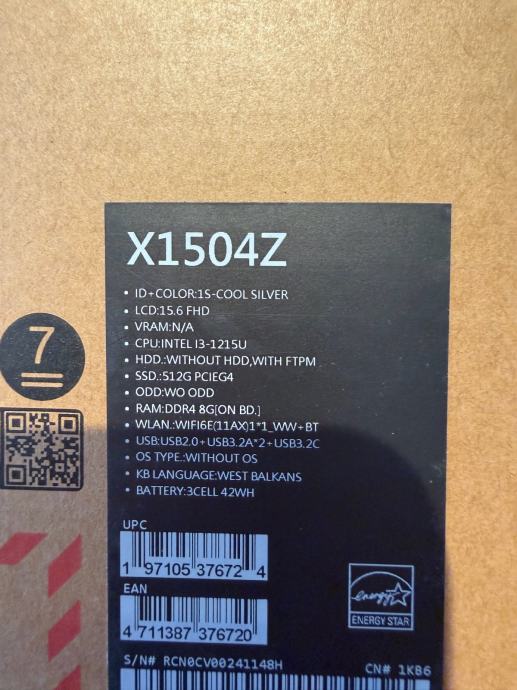 X1504Z
• ID+COLOR:1S-COOL SILVER
• LCD:15.6 FHD
• VRAM:N/A
• CPU:INTEL I3-1215U
• HDD.:WITHOUT HDD,WITH FTPM
• SSD.:512G PCIEG4
• ODD:WO ODD
• RAM:DDR4 8G[ON BD.]
• WLAN.:WIFI6E(11AX)1*1_WW+BT
• USB:USB2.0+USB3.2A*2+USB3.2C
• OS TYPE.:WITHOUT OS
• KB LANGUAGE:WEST BALKANS
• BATTERY:3CELL 42WH
7
UPC
1 97105 37672 4
EAN
4 711387 376720
energy
ENERGY STAR
S/N# RCN0CV00241148H
CN# 1KB6